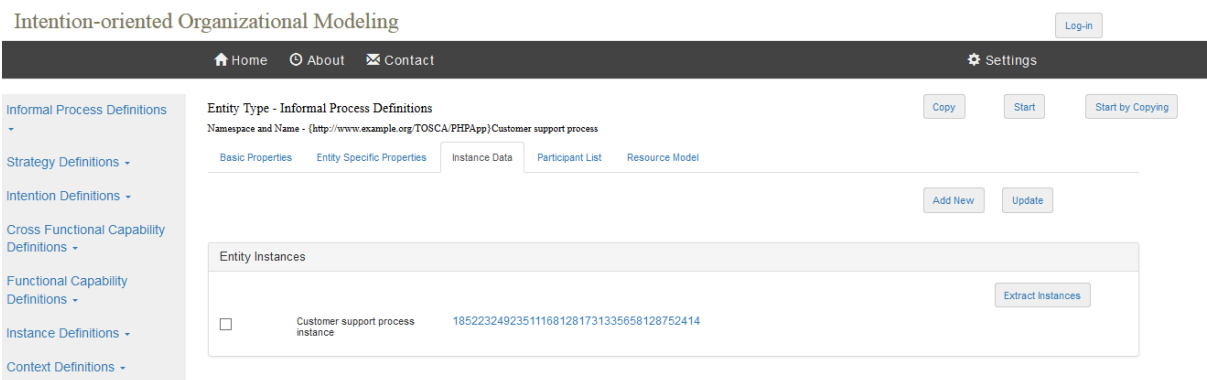 Intention-oriented Organizational Modeling
Log-in
Home About Contact Settings
Informal Process Definitions
Strategy Definitions
Intention Definitions
Cross Functional Capability
Definitions
Functional Capability
Definitions
Instance Definitions
Context Definitions
Entity Type - Informal Process Definitions
Copy Start Start by Copying
Namespace and Name - {http://www.example.org/TOSCA/PHPApp}Customer support process
Basic Properties Entity Specific Properties Instance Data Participant List Resource Model
Add New Update
Entity Instances
Extract Instances
Customer support process
instance
18522324923511168128173133565812875​2414